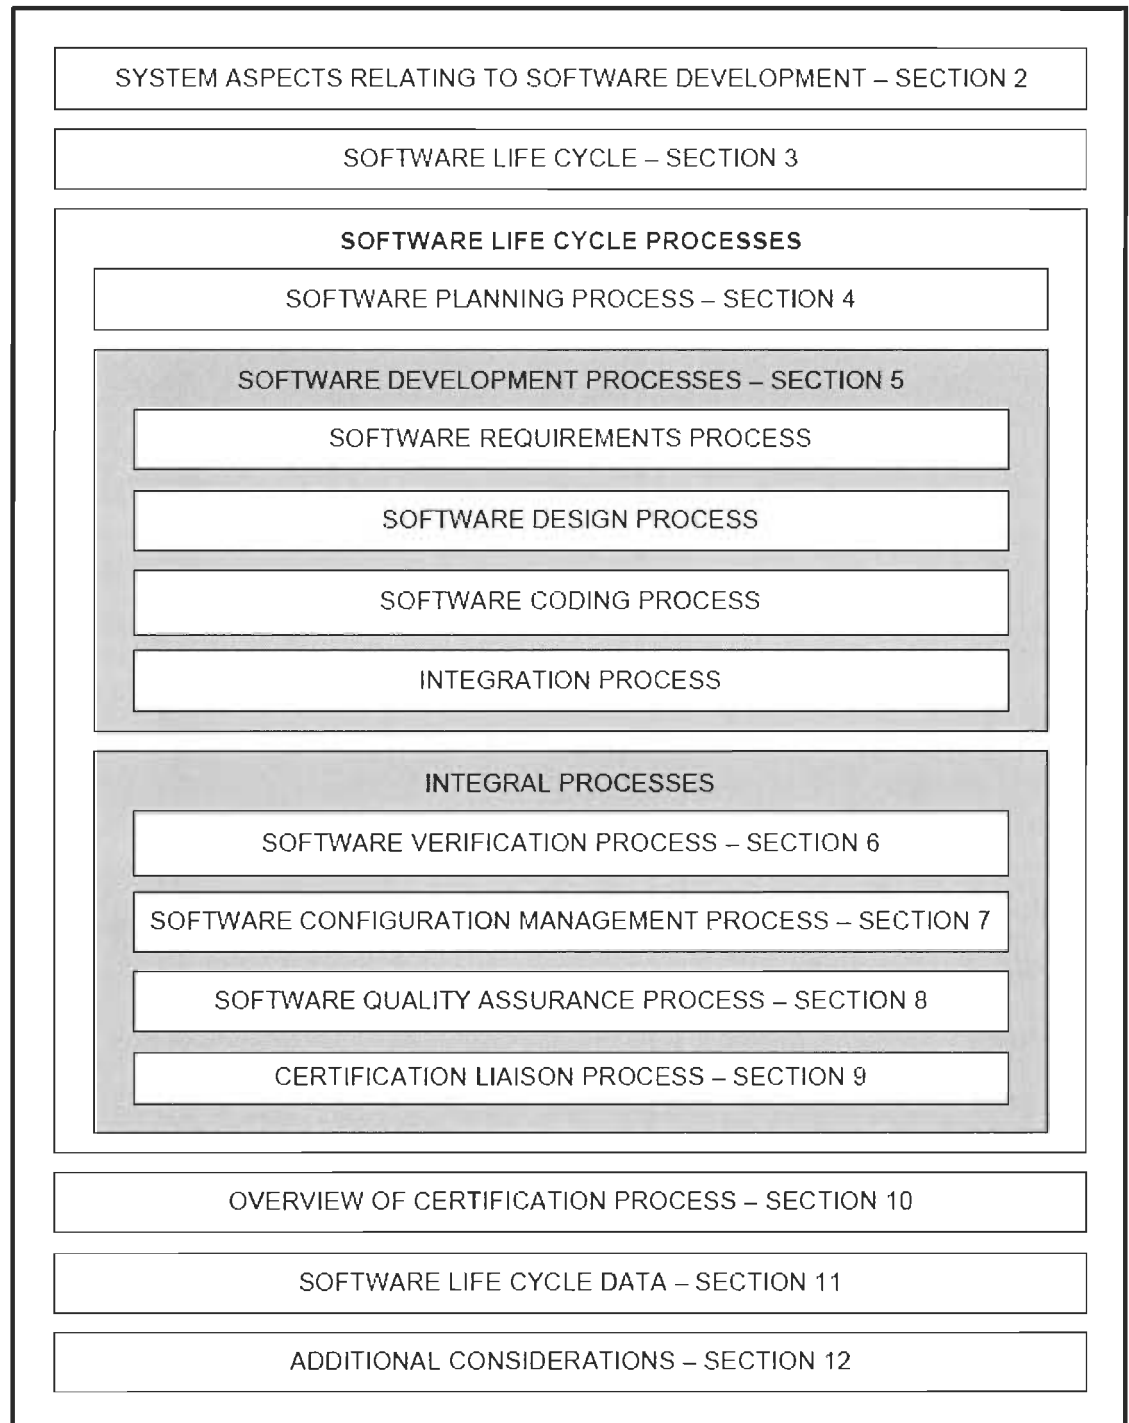 SYSTEM ASPECTS RELATING TO SOFTWARE DEVELOPMENT – SECTION 2
SOFTWARE LIFE CYCLE – SECTION 3
SOFTWARE LIFE CYCLE PROCESSES
SOFTWARE PLANNING PROCESS – SECTION 4
SOFTWARE DEVELOPMENT PROCESSES – SECTION 5
SOFTWARE REQUIREMENTS PROCESS
SOFTWARE DESIGN PROCESS
SOFTWARE CODING PROCESS
INTEGRATION PROCESS
INTEGRAL PROCESSES
SOFTWARE VERIFICATION PROCESS – SECTION 6
SOFTWARE CONFIGURATION MANAGEMENT PROCESS – SECTION 7
SOFTWARE QUALITY ASSURANCE PROCESS – SECTION 8
CERTIFICATION LIAISON PROCESS – SECTION 9
OVERVIEW OF CERTIFICATION PROCESS – SECTION 10
SOFTWARE LIFE CYCLE DATA – SECTION 11
ADDITIONAL CONSIDERATIONS – SECTION 12